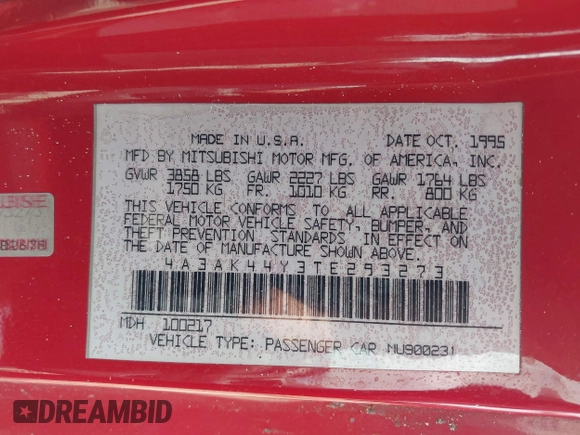 MADE IN U.S.A. DATE OCT. 1995
MFD BY MITSUBISHI MOTOR MFG. OF AMERICA, INC.
GVWR 3858 LBS GAWR 2227 LBS GAWR 1764 LBS
1750 KG FR. 1010 KG RR. 800 KG
THIS VEHICLE CONFORMS TO ALL APPLICABLE
FEDERAL MOTOR VEHICLE SAFETY, BUMPER, AND
THEFT PREVENTION STANDARDS IN EFFECT ON
THE DATE OF MANUFACTURE SHOWN ABOVE.
4A3AK44Y3TE293273
MDH 100217
VEHICLE TYPE: PASSENGER CAR NU900231
DREAMBID